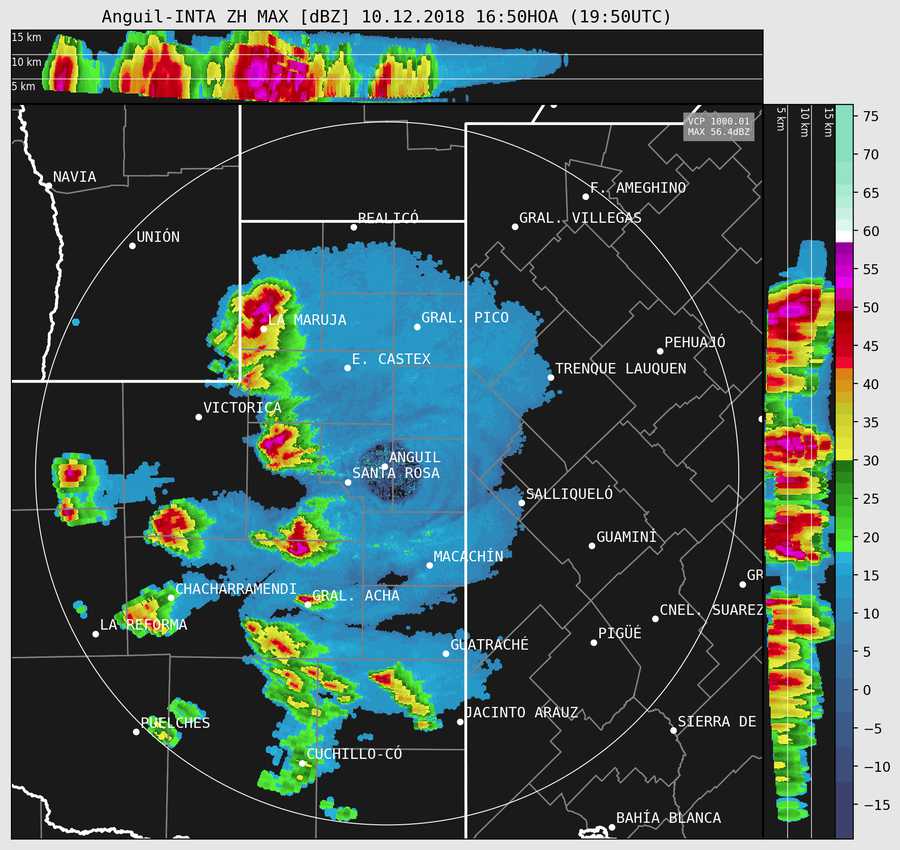 Anguil-INTA ZH MAX [dBZ] 10.12.2018 16:50HOA (19:50UTC)
15 km
10 km
5 km
5 km
10 km
15 km
VCP 1000.01
MAX 56.4dBZ
NAVIA
F. AMEGHINO
REALICÓ
GRAL. VILLEGAS
UNIÓN
LA MARUJA
GRAL. PICO
PEHUAJÓ
E. CASTEX
TRENQUE LAUQUEN
VICTORICA
ANGUIL
SANTA ROSA
SALLIQUELÓ
GUAMINÍ
MACACHÍN
GR
CHACHARRAMENDI
GRAL. ACHA
CNEL. SUAREZ
LA REFORMA
PIGÜÉ
GUATRACHÉ
JACINTO ARAUZ
PUELCHES
SIERRA DE
CUCHILLO-CÓ
BAHÍA BLANCA
75
70
65
60
55
50
45
40
35
30
25
20
15
10
5
0
−5
−10
−15